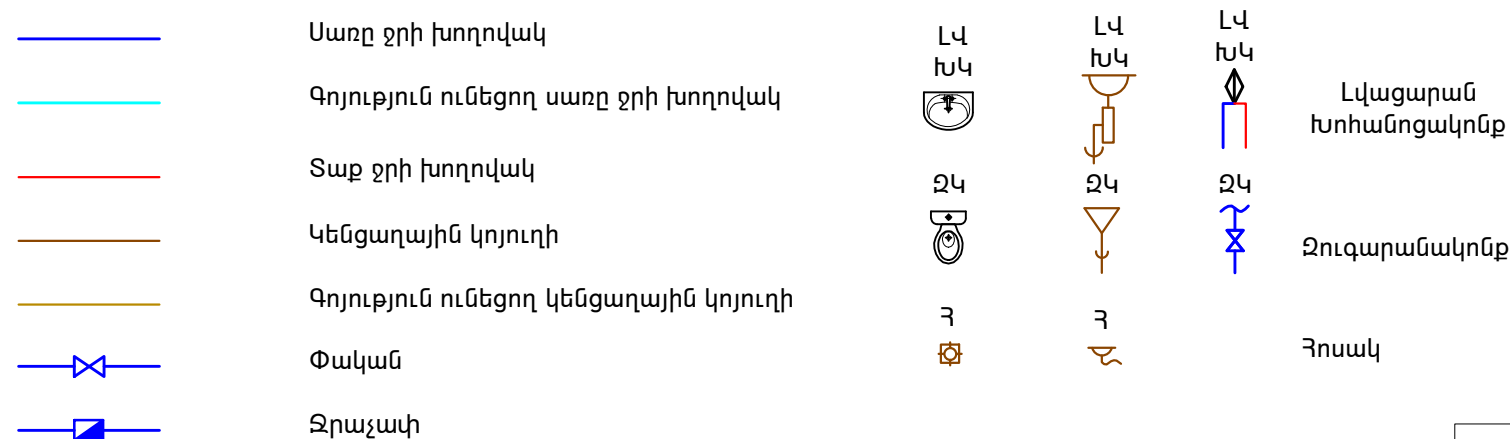 Սառը ջրի խողովակ
Գոյություն ունեցող սառը ջրի խողովակ
Տաք ջրի խողովակ
Կենցաղային կոյուղի
Գոյություն ունեցող կենցաղային կոյուղի
Փական
Ջրաչափ
ԼՎ
ԽԿ
ԼՎ
ԽԿ
ԼՎ
ԽԿ
Լվացարան
Խոհանոցակոնք
ԶԿ
ԶԿ
ԶԿ
Զուգարանակոնք
Հ
Հ
Հոսակ